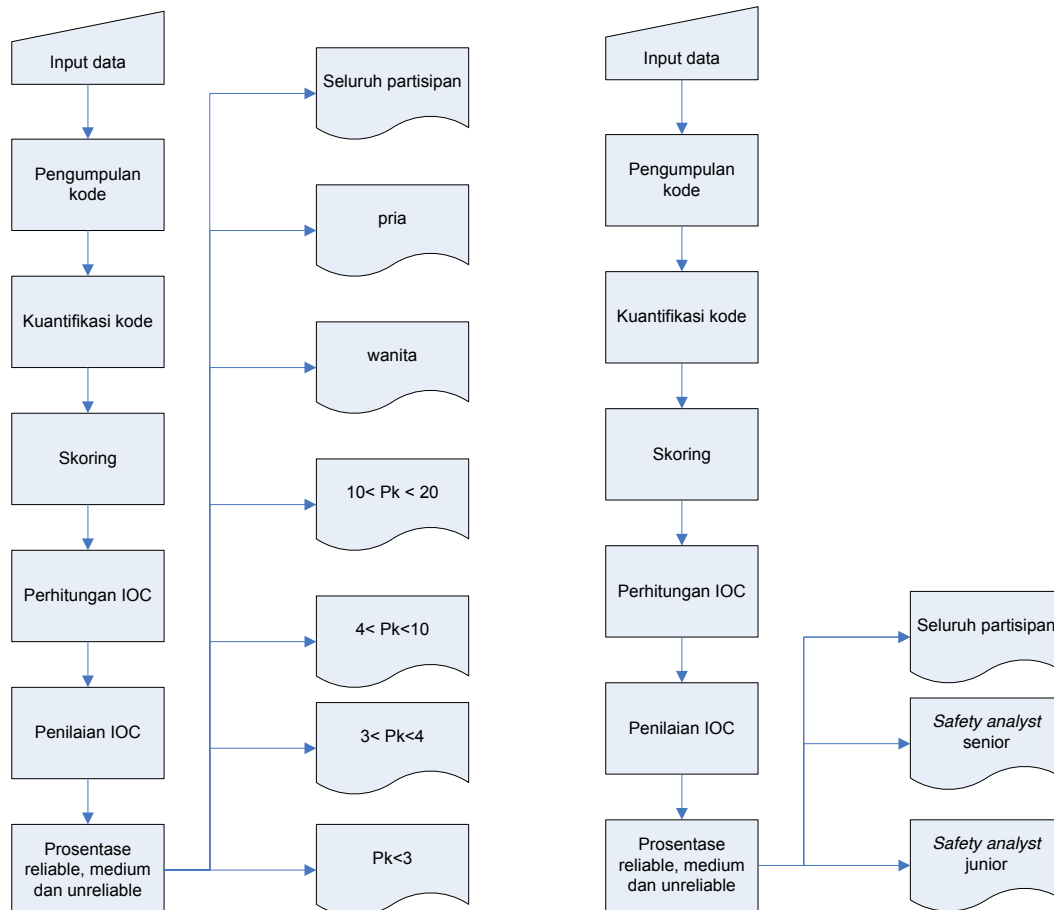 Input data
Pengumpulan
kode
Kuantifikasi kode
Skoring
Perhitungan IOC
Penilaian IOC
Prosentase
reliable, medium
dan unreliable
Seluruh partisipan
pria
wanita
10< Pk < 20
4< Pk<10
3< Pk<4
Pk<3
Input data
Pengumpulan
kode
Kuantifikasi kode
Skoring
Perhitungan IOC
Penilaian IOC
Prosentase
reliable, medium
dan unreliable
Seluruh partisipan
Safety analyst
senior
Safety analyst
junior